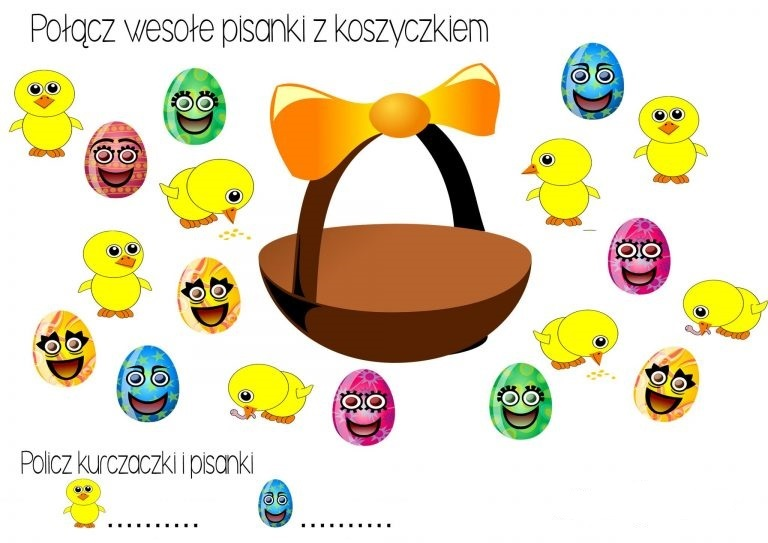 Połącz wesołe pisanki z koszyczkiem
Policz kurczaczki i pisanki
.......... ..........